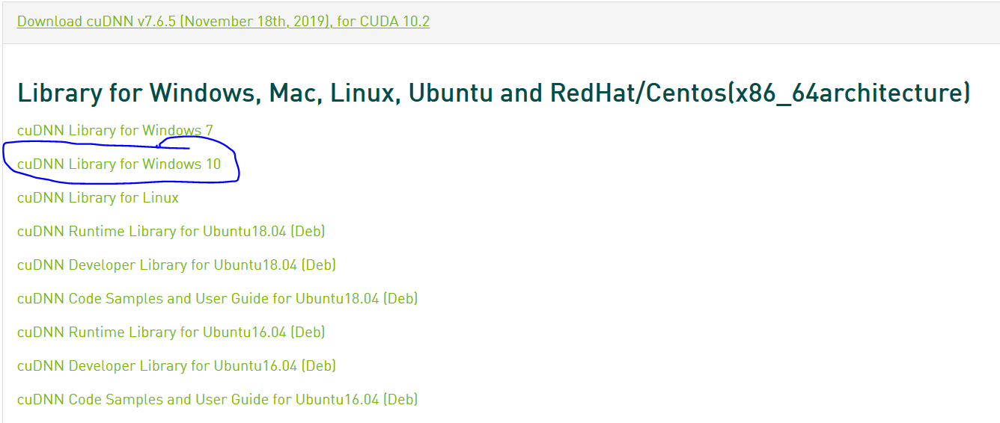 Download cuDNN v7.6.5 (November 18th, 2019), for CUDA 10.2
Library for Windows, Mac, Linux, Ubuntu and RedHat/Centos(x86_64architecture)
cuDNN Library for Windows 7
cuDNN Library for Windows 10
cuDNN Library for Linux
cuDNN Runtime Library for Ubuntu18.04 (Deb)
cuDNN Developer Library for Ubuntu18.04 (Deb)
cuDNN Code Samples and User Guide for Ubuntu18.04 (Deb)
cuDNN Runtime Library for Ubuntu16.04 (Deb)
cuDNN Developer Library for Ubuntu16.04 (Deb)
cuDNN Code Samples and User Guide for Ubuntu16.04 (Deb)